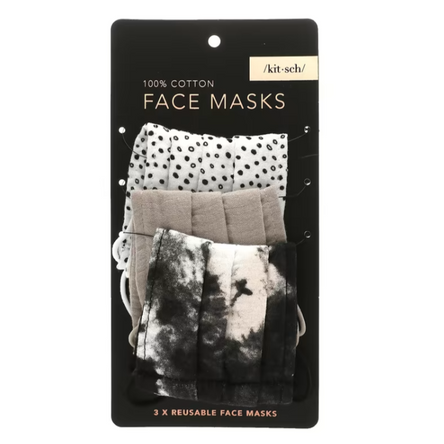 /kit•sch/
100% COTTON
FACE MASKS
3 X REUSABLE FACE MASKS